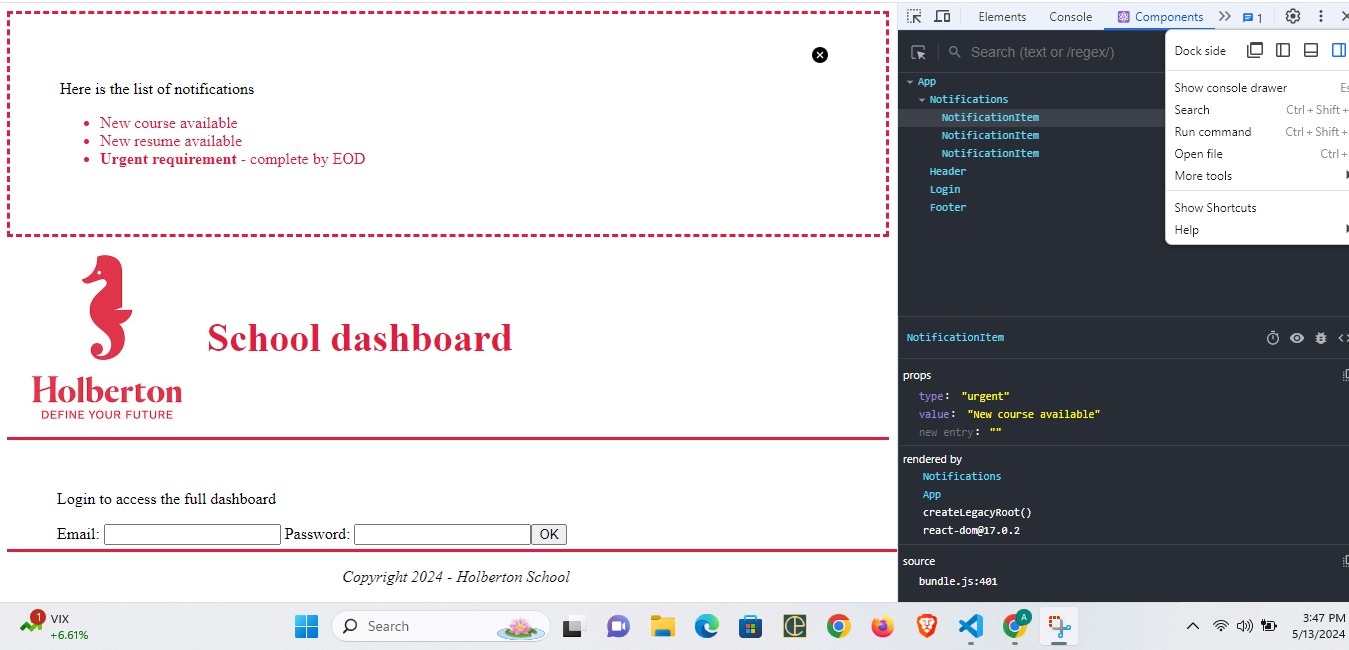 Here is the list of notifications
New course available
New resume available
Urgent requirement - complete by EOD
Holberton
DEFINE YOUR FUTURE
School dashboard
Login to access the full dashboard
Email: Password: OK
Copyright 2024 - Holberton School
Elements Console Components 1
Search (text or /regex/)
App
Notifications
NotificationItem
NotificationItem
NotificationItem
Header
Login
Footer
Dock side
Show console drawer Es
Search Ctrl + Shift +
Run command Ctrl + Shift +
Open file Ctrl +
More tools
Show Shortcuts
Help
NotificationItem
props
type: "urgent"
value: "New course available"
new entry: ""
rendered by
Notifications
App
createLegacyRoot()
react-dom@17.0.2
source
bundle.js:401
1
VIX
+6.61%
Search
A
3:47 PM
5/13/2024